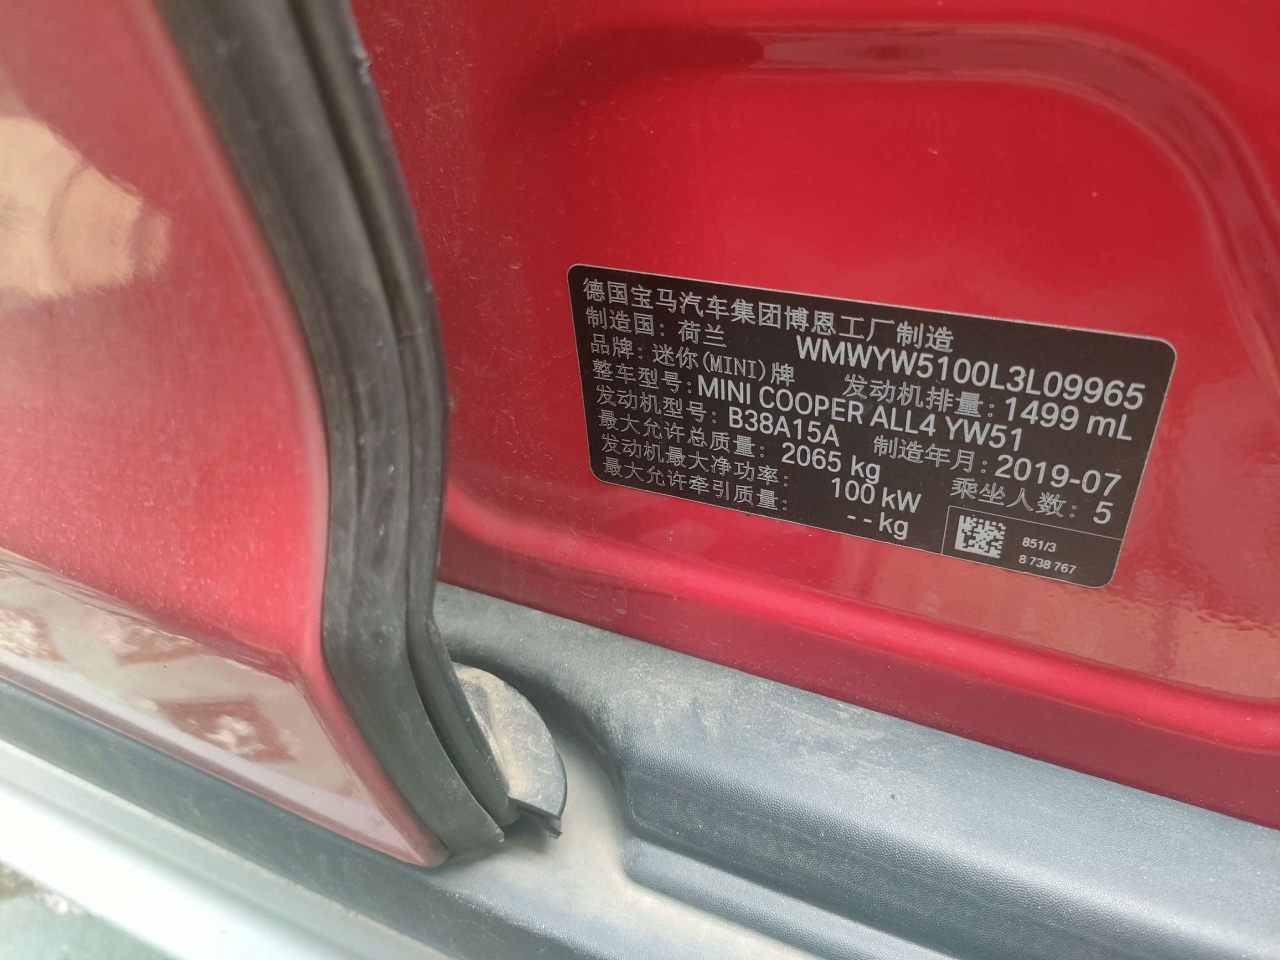 德国宝马汽车集团博恩工厂制造
制造国: 荷兰 WMWYW5100L3L09965
品牌: 迷你(MINI)牌 发动机排量: 1499 mL
整车型号: MINI COOPER ALL4 YW51
发动机型号: B38A15A 制造年月: 2019-07
最大允许总质量: 2065 kg 乘坐人数: 5
发动机最大净功率: 100 kW
最大允许牵引质量: -- kg
851/3
8 738 767